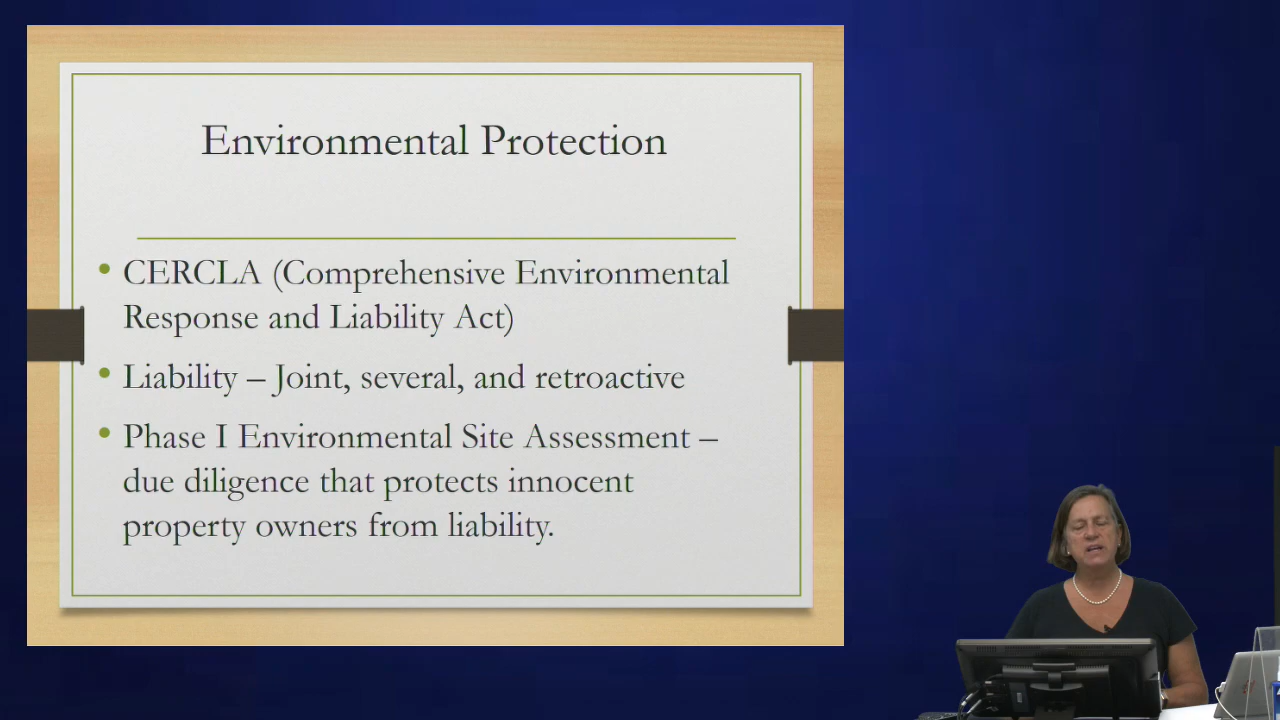 Environmental Protection
• CERCLA (Comprehensive Environmental
Response and Liability Act)
• Liability – Joint, several, and retroactive
• Phase I Environmental Site Assessment –
due diligence that protects innocent
property owners from liability.